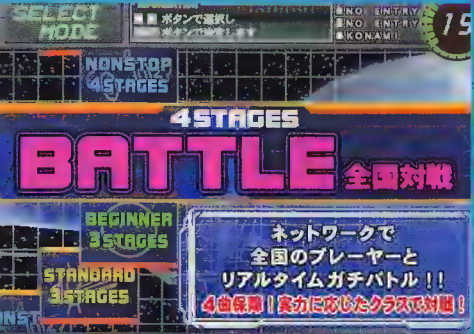 SELECT
MODE
ボタンで選択し
NO ENTRY
NO ENTRY
KONAMI
15
NONSTOP
4STAGES
4STAGES
BATTLE 全国対戦
BEGINNER
3STAGES
STANDARD
3STAGES
NONST
ネットワークで
全国のプレーヤーと
リアルタイムガチバトル!!
4曲保障!実力に応じたクラスで対戦!